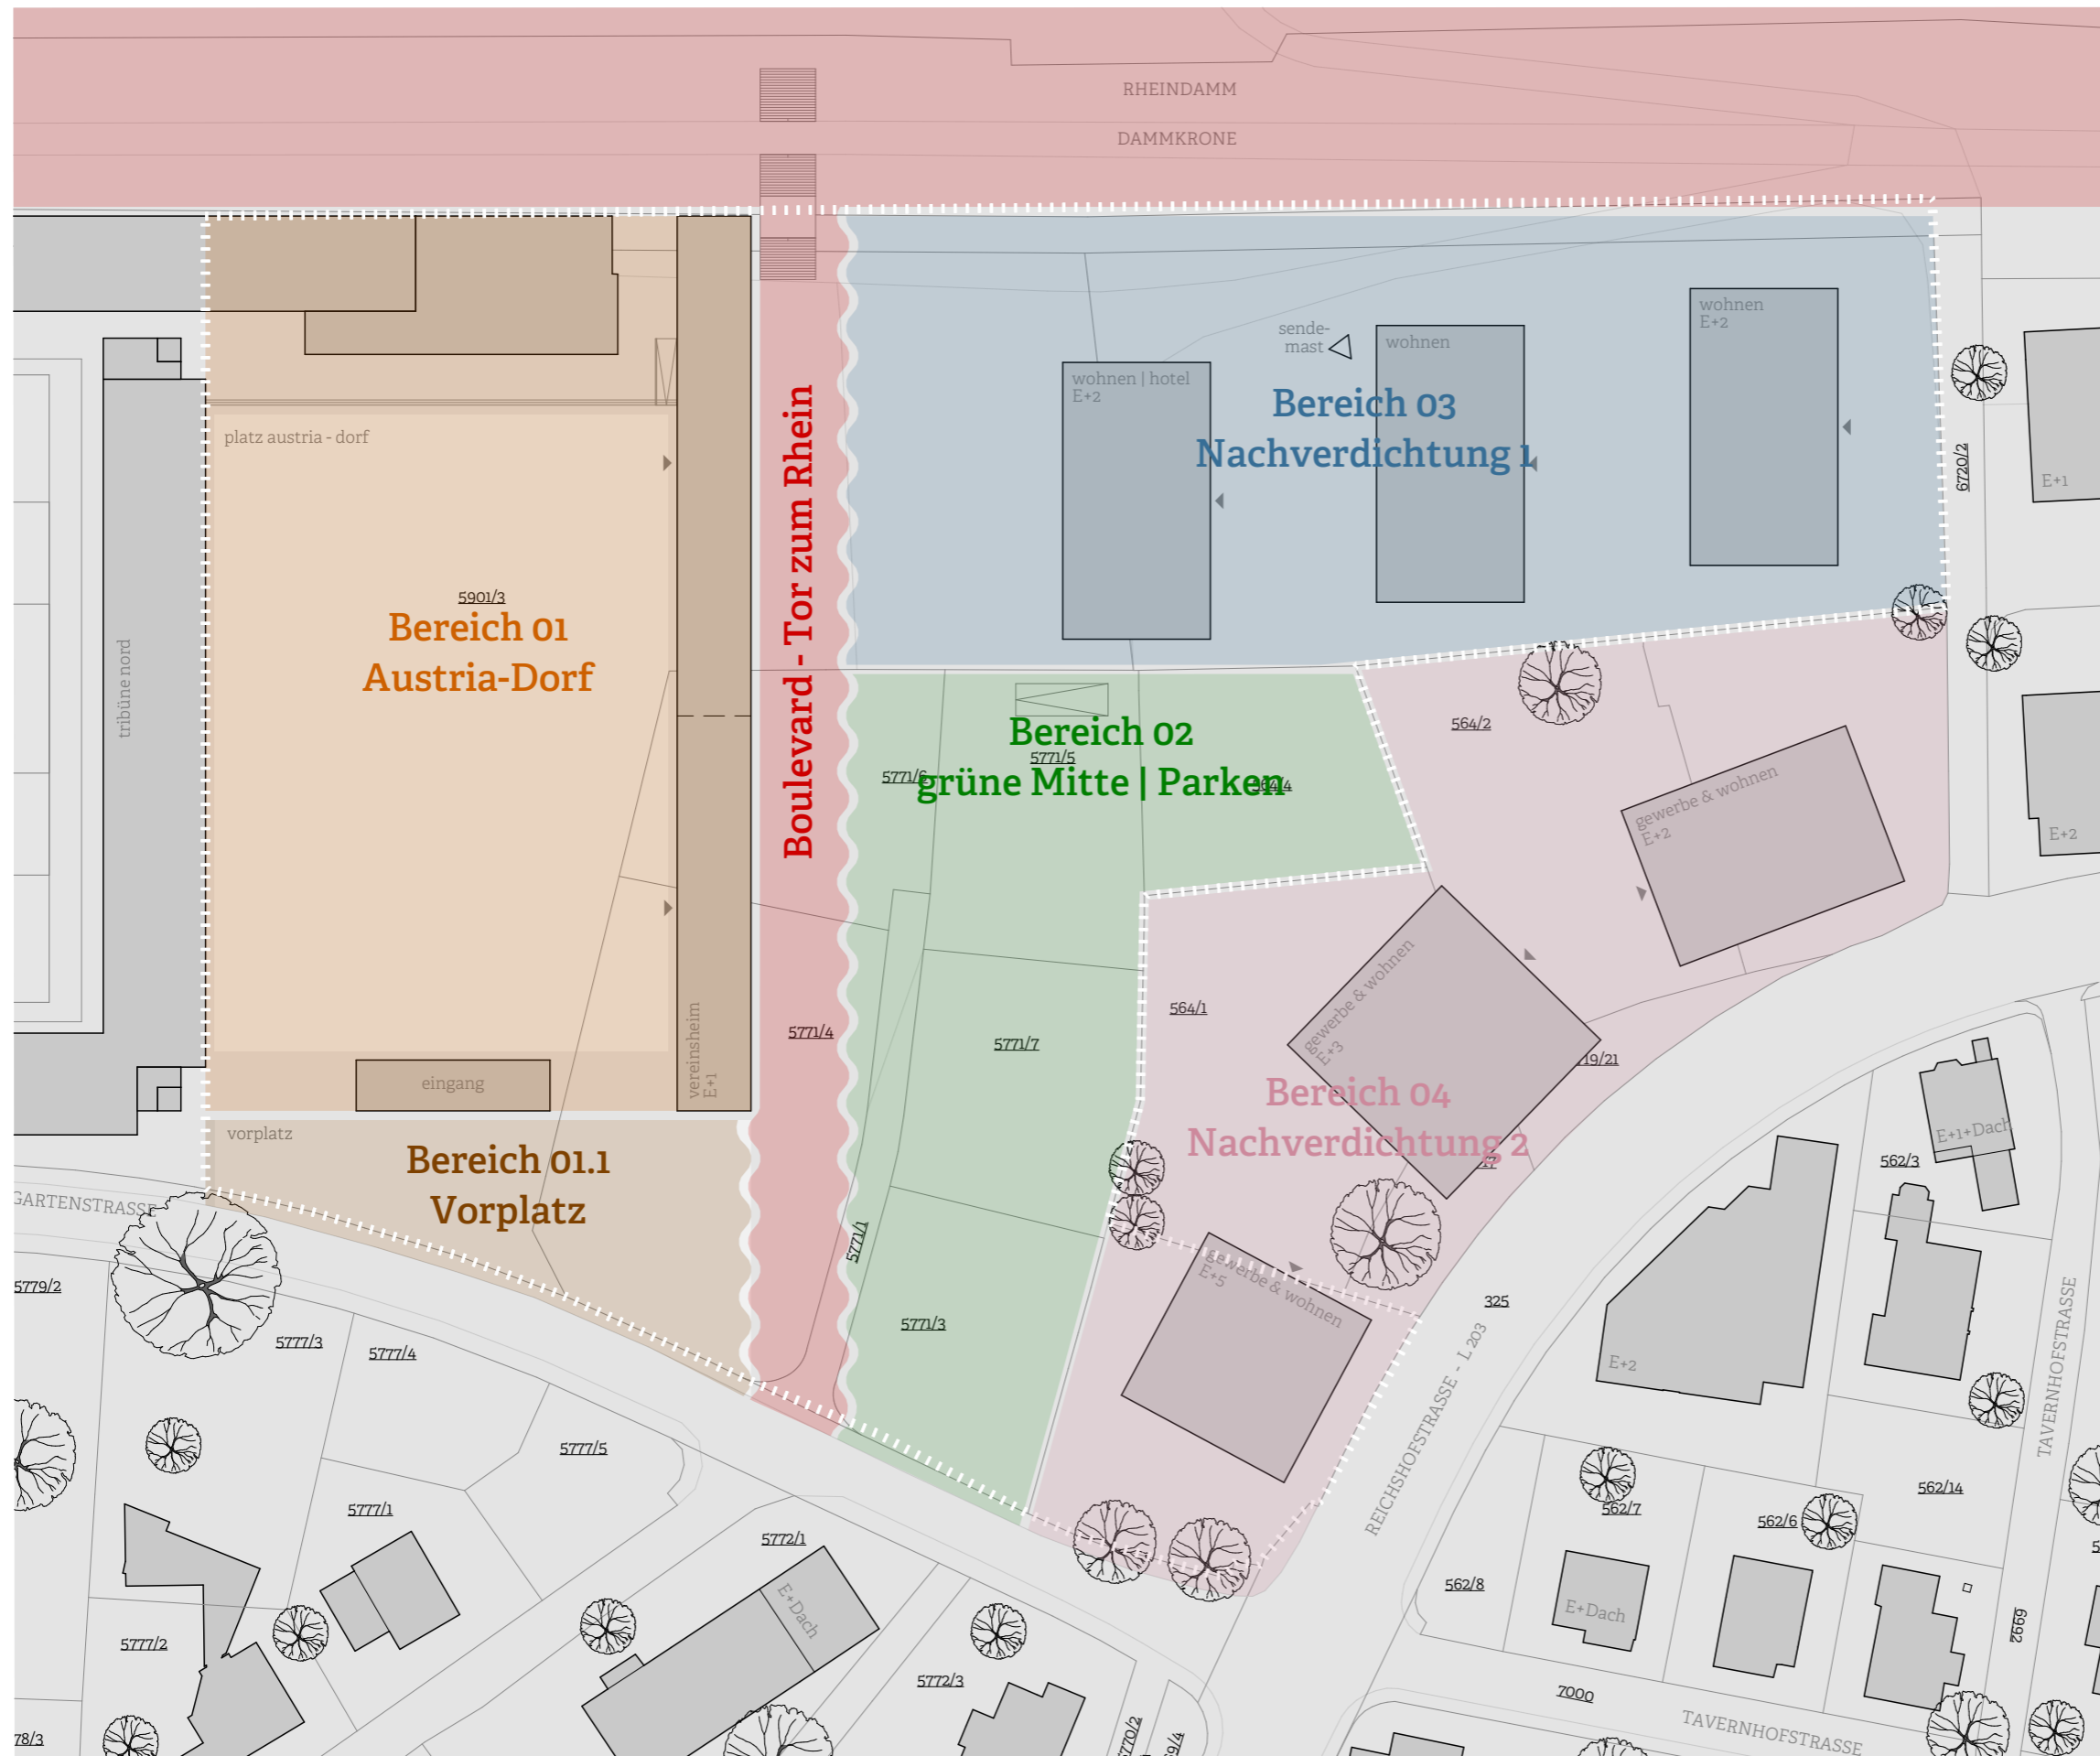 RHEINDAMM
DAMMKRONE
wohnen
E+2
sende-
mast
wohnen
wohnen | hotel
E+2
Bereich 03
Nachverdichtung 1
platz austria - dorf
6720/2
E+1
Boulevard - Tor zum Rhein
5901/3
Bereich 01
Austria-Dorf
tribüne nord
564/2
Bereich 02
5771/5
5771/6
grüne Mitte | Parken
564/4
gewerbe & wohnen
E+2
E+2
564/1
gewerbe & wohnen
E+3
5771/4
5771/7
vereinsheim
E+1
eingang
Bereich 04
Nachverdichtung 2
vorplatz
Bereich 01.1
Vorplatz
GARTENSTRASSE
E+1+Dach
562/3
5771/1
gewerbe & wohnen
E+5
5779/2
5777/3
5777/4
5771/3
325
REICHSHOFSTRASSE - L 203
E+2
TAVERNHOFSTRASSE
5777/5
5777/1
5772/1
562/7
562/6
562/14
E+Dach
562/8
E+Dach
5777/2
5772/3
6992
7000
TAVERNHOFSTRASSE
78/3